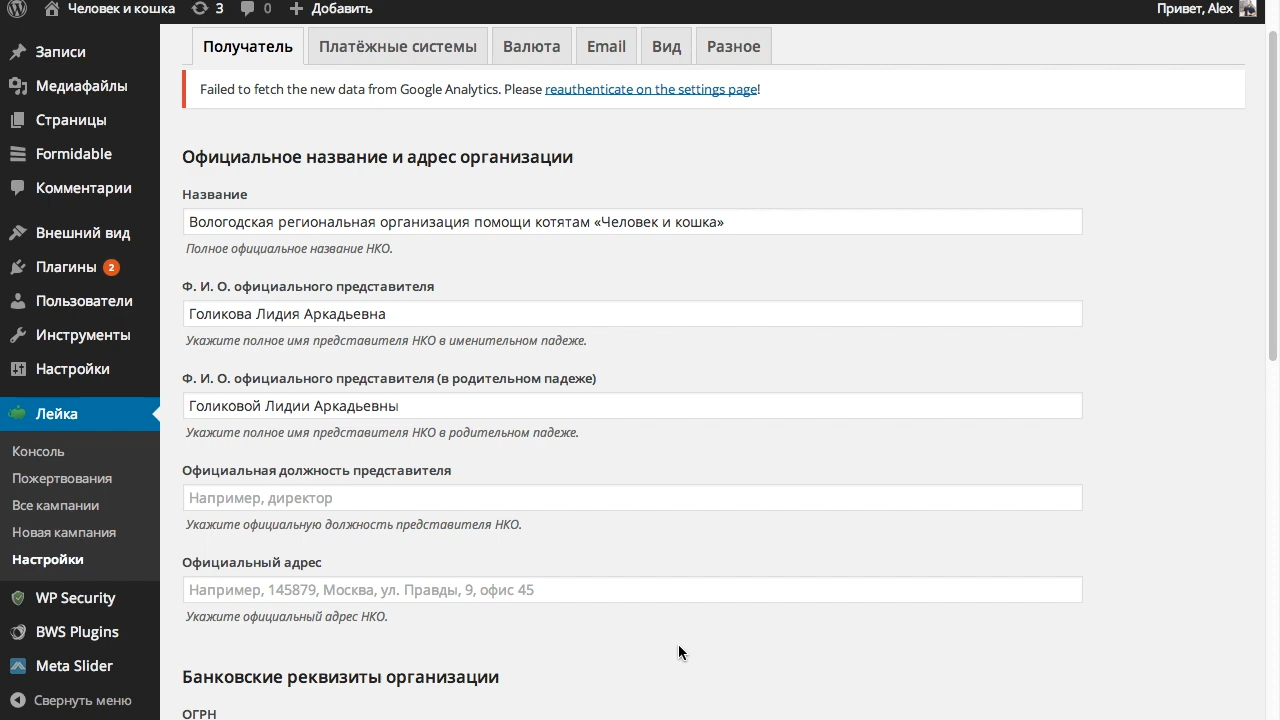 Человек и кошка 3 0 Добавить Привет, Alex
Записи
Медиафайлы
Страницы
Formidable
Комментарии
Внешний вид
Плагины 2
Пользователи
Инструменты
Настройки
Лейка
Консоль
Пожертвования
Все кампании
Новая кампания
Настройки
WP Security
BWS Plugins
Meta Slider
Свернуть меню
Получатель Платёжные системы Валюта Email Вид Разное
Failed to fetch the new data from Google Analytics. Please reauthenticate on the settings page!
Официальное название и адрес организации
Название
Вологодская региональная организация помощи котятам «Человек и кошка»
Полное официальное название НКО.
Ф. И. О. официального представителя
Голикова Лидия Аркадьевна
Укажите полное имя представителя НКО в именительном падеже.
Ф. И. О. официального представителя (в родительном падеже)
Голиковой Лидии Аркадьевны
Укажите полное имя представителя НКО в родительном падеже.
Официальная должность представителя
Например, директор
Укажите официальную должность представителя НКО.
Официальный адрес
Например, 145879, Москва, ул. Правды, 9, офис 45
Укажите официальный адрес НКО.
Банковские реквизиты организации
ОГРН